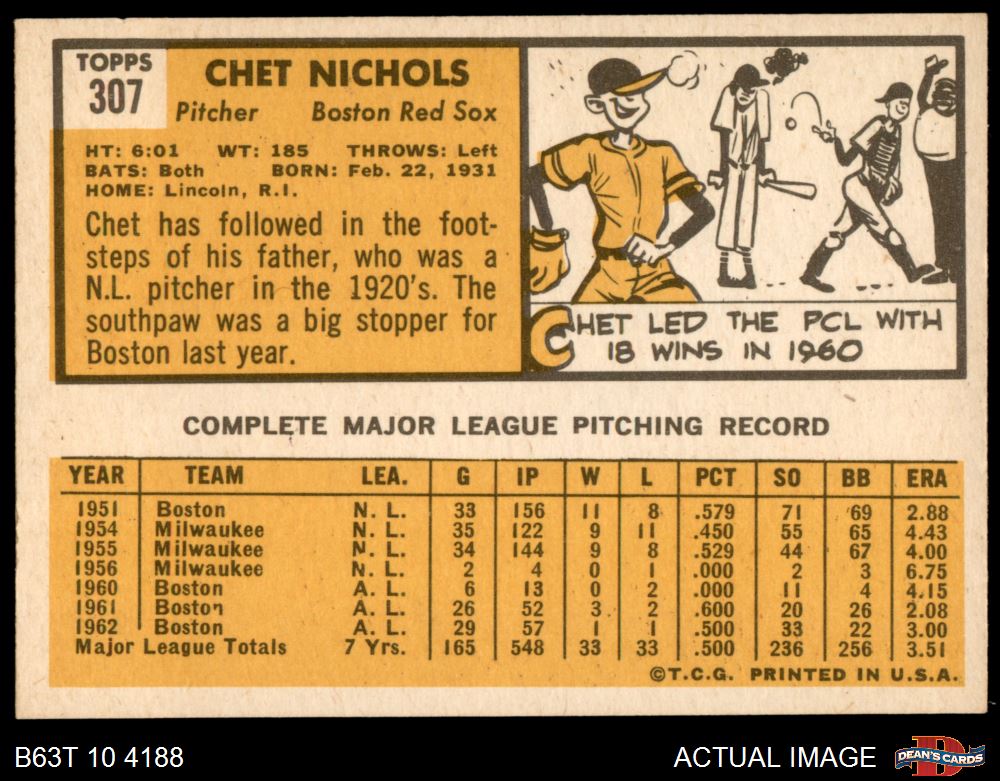 TOPPS
307
CHET NICHOLS
Pitcher Boston Red Sox
HT: 6:01 WT: 185 THROWS: Left
BATS: Both BORN: Feb. 22, 1931
HOME: Lincoln, R.I.
Chet has followed in the foot-
steps of his father, who was a
N.L. pitcher in the 1920's. The
southpaw was a big stopper for
Boston last year.
CHET LED THE PCL WITH
18 WINS IN 1960
COMPLETE MAJOR LEAGUE PITCHING RECORD
YEAR TEAM LEA. G IP W L PCT SO BB ERA
1951 Boston N. L. 33 156 11 8 .579 71 69 2.88
1954 Milwaukee N. L. 35 122 9 11 .450 55 65 4.43
1955 Milwaukee N. L. 34 144 9 8 .529 44 67 4.00
1956 Milwaukee N. L. 2 4 0 1 .000 2 3 6.75
1960 Boston A. L. 6 13 0 2 .000 11 4 4.15
1961 Boston A. L. 26 52 3 2 .600 20 26 2.08
1962 Boston A. L. 29 57 1 1 .500 33 22 3.00
Major League Totals 7 Yrs. 165 548 33 33 .500 236 256 3.51
©T.C.G. PRINTED IN U.S.A.
B63T 10 4188
ACTUAL IMAGE
D
DEAN'S CARDS